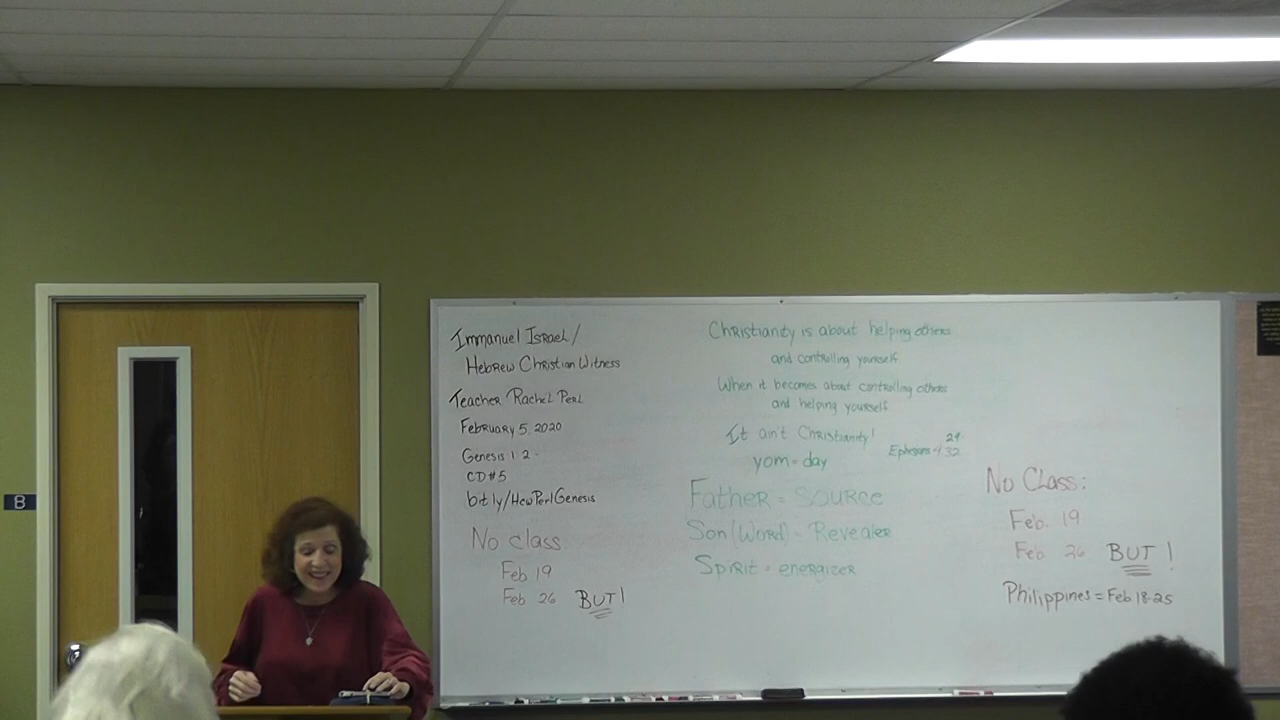 B
Immanuel Israel/
Hebrew Christian Witness
Teacher Rachel Perl
February 5, 2020
Genesis 1 2 -
CD#5
bit.ly/HcwPerlGenesis
No class
Feb 19
Feb 26 BUT!
Christianity is about helping others
and controlling yourself
When it becomes about controlling others
and helping yourself
It ain't Christianity!
Ephesians 4 29
32
yom = day
Father = SOURCE
Son (Word) - Revealer
Spirit = energizer
No Class:
Feb. 19
Feb 26 BUT!
Philippines = Feb 18-25